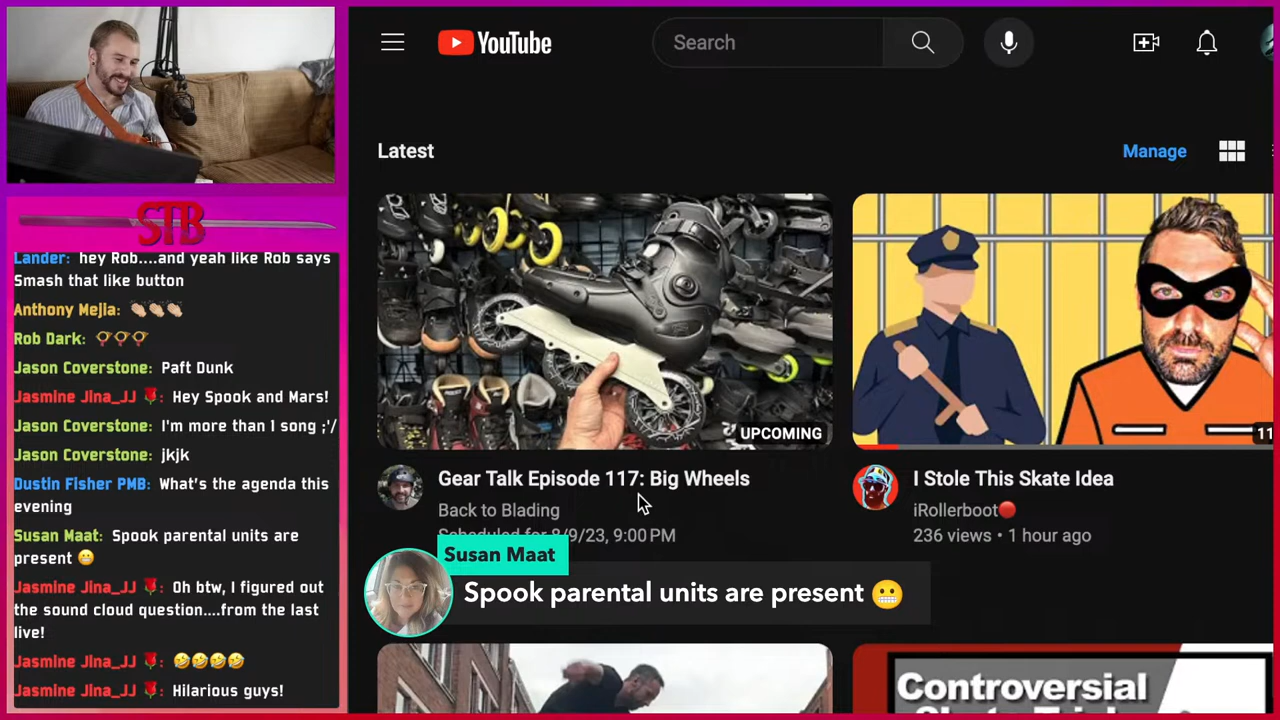 YouTube
Search
Latest
Manage
UPCOMING
11
Gear Talk Episode 117: Big Wheels
Back to Blading
Scheduled for 8/9/23, 9:00 PM
I Stole This Skate Idea
iRollerboot🔴
236 views • 1 hour ago
Susan Maat
Spook parental units are present 😬
Controversial
STB
Lander: hey Rob....and yeah like Rob says
Smash that like button
Anthony Mejia: 👏🏼👏🏼👏🏼
Rob Dark:
Jason Coverstone: Paft Dunk
Jasmine Jina_JJ 🌹: Hey Spook and Mars!
Jason Coverstone: I'm more than 1 song ;'/
Jason Coverstone: jkjk
Dustin Fisher PMB: What's the agenda this
evening
Susan Maat: Spook parental units are
present 😬
Jasmine Jina_JJ 🌹: Oh btw, I figured out
the sound cloud question....from the last
live!
Jasmine Jina_JJ 🌹: 🤣🤣🤣🤣
Jasmine Jina_JJ 🌹: Hilarious guys!